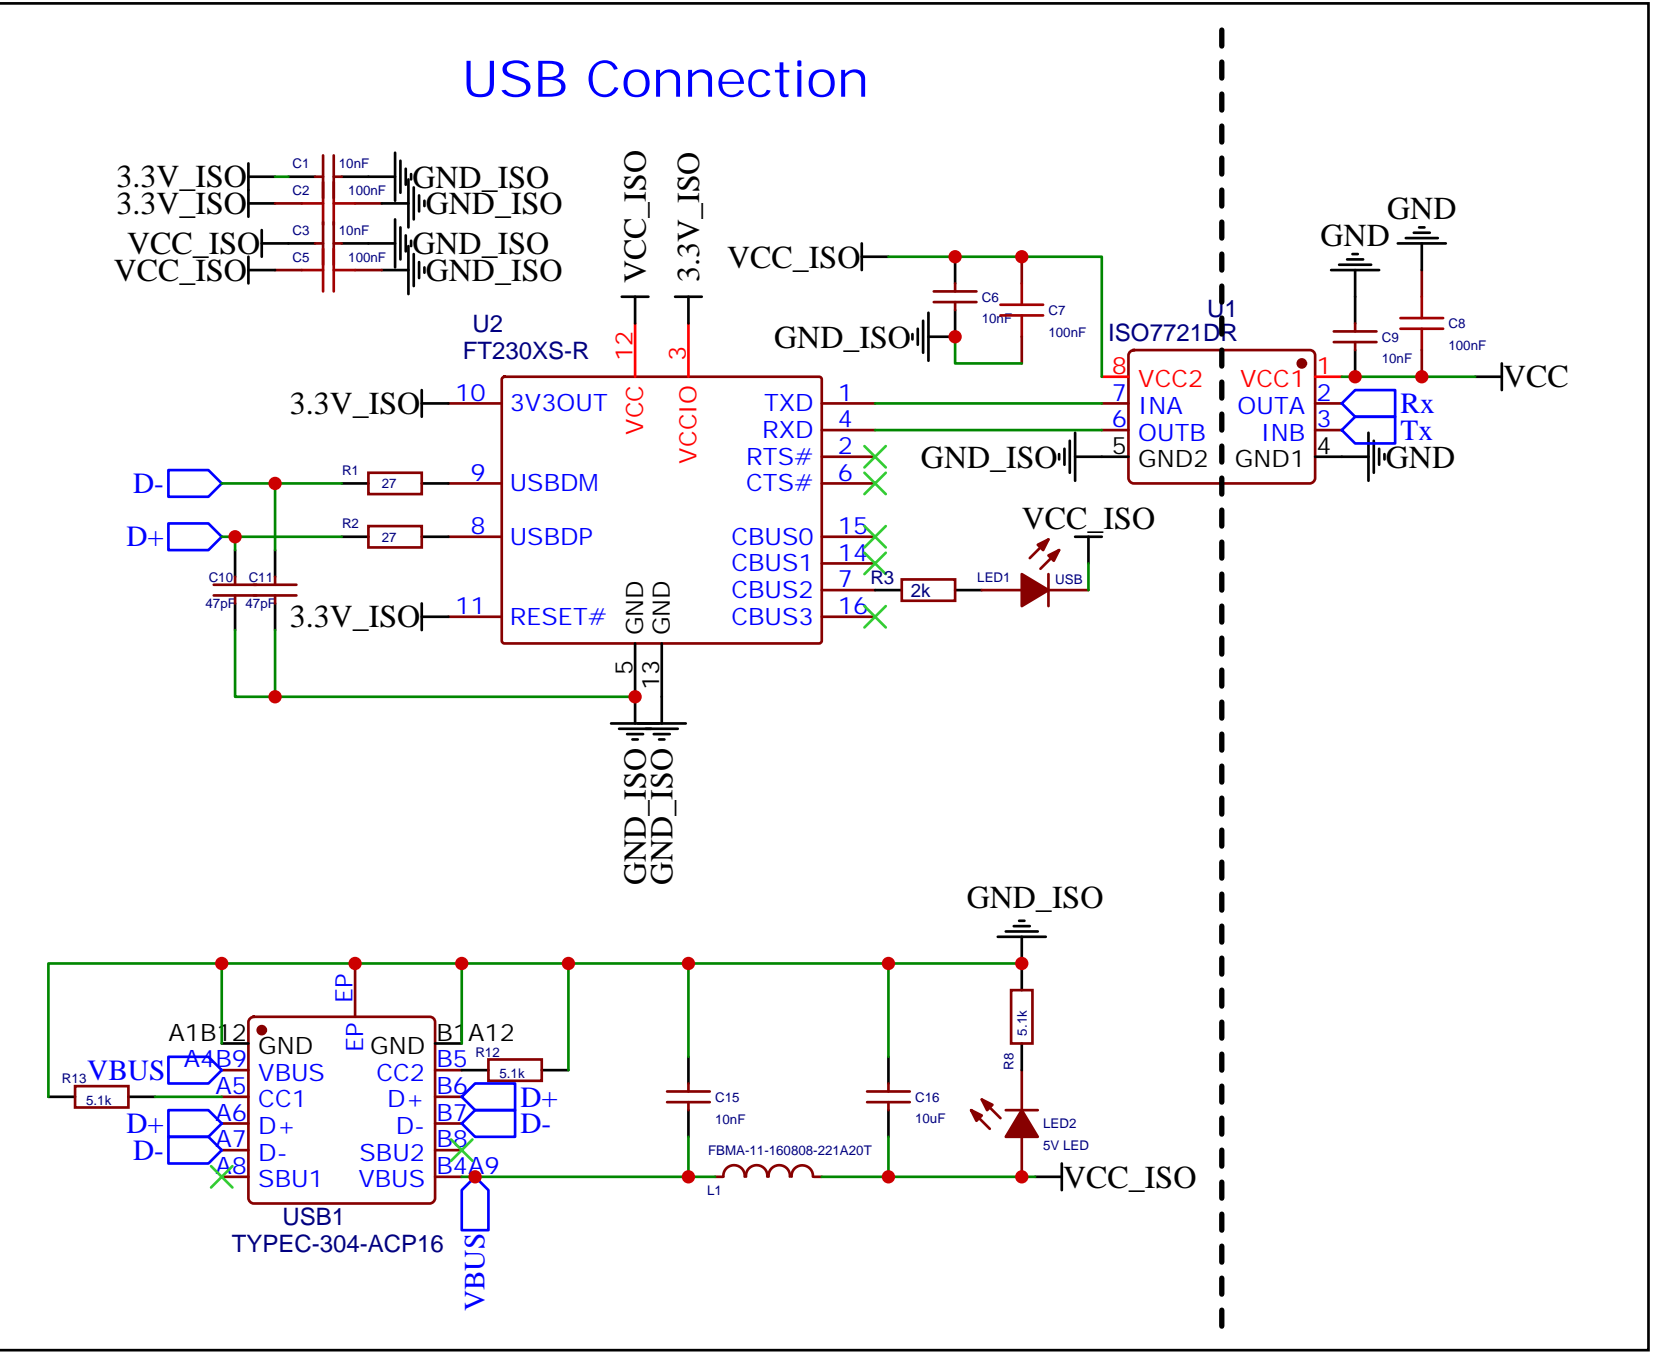 USB Connection
3.3V_ISO C1 10nF GND_ISO
3.3V_ISO C2 100nF GND_ISO
VCC_ISO C3 10nF GND_ISO
VCC_ISO C5 100nF GND_ISO
VCC_ISO 3.3V_ISO
U2
FT230XS-R
12 3
3.3V_ISO 10 3V3OUT
VCC VCCIO
D- R1 27 9 USBDM
D+ R2 27 8 USBDP
C10 C11
47pF 47pF
3.3V_ISO 11 RESET#
GND GND
5 13
GND_ISO GND_ISO
TXD 1
RXD 4
RTS# 2
CTS# 6
CBUS0 15
CBUS1 14
CBUS2 7 R3 2k LED1 USB
CBUS3 16
VCC_ISO
VCC_ISO
C6 10nF
C7 100nF
GND_ISO
GND GND
C9 10nF
C8 100nF
U1
ISO7721DR
8 VCC2 VCC1 1 VCC
7 INA OUTA 2 Rx
6 OUTB INB 3 Tx
GND_ISO 5 GND2 GND1 4 GND
GND_ISO
EP
EP
A1B12 GND GND B1A12
VBUS A4B9 VBUS CC2 B5 R12 5.1k
R13 5.1k A5 CC1 D+ B6 D+
D+ A6 D+ D- B7 D-
D- A7 D- SBU2 B8
A8 SBU1 VBUS B4A9
USB1
TYPEC-304-ACP16
VBUS
C15
10nF
C16
10uF
FBMA-11-160808-221A20T
L1
5.1k
R8
LED2
5V LED
VCC_ISO